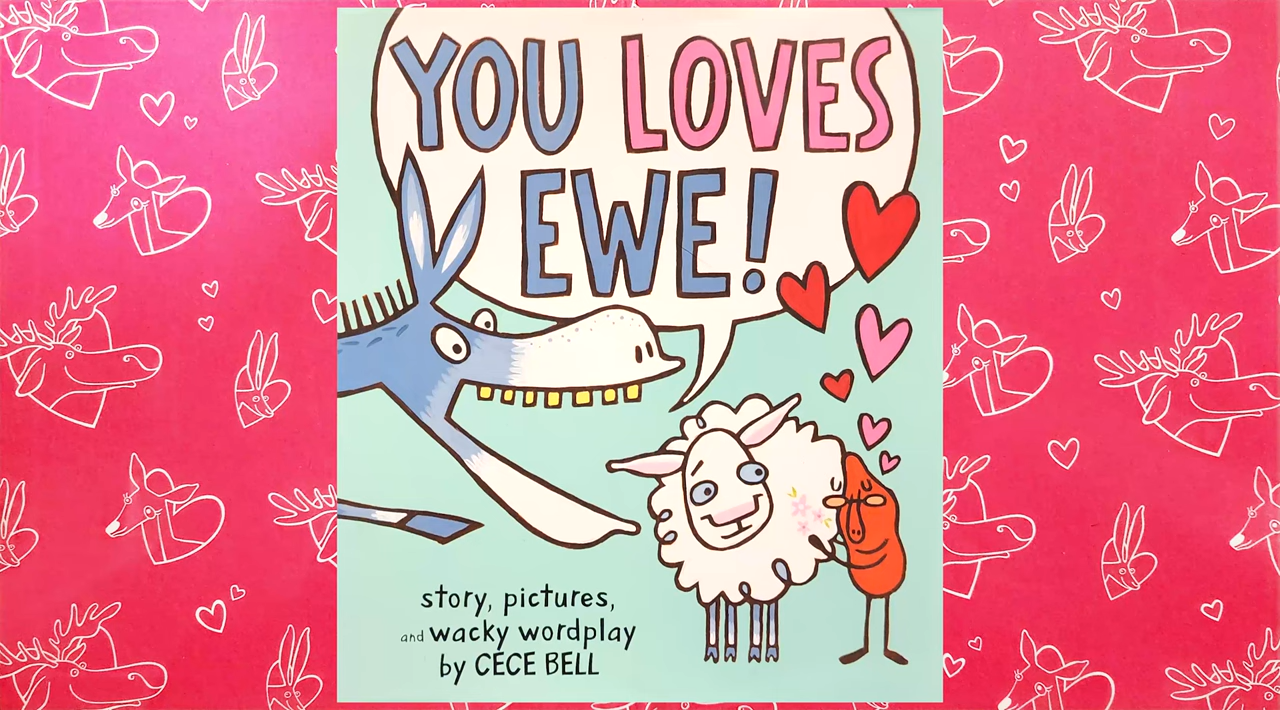 YOU LOVES
EWE!
story, pictures,
and wacky wordplay
by CECE BELL